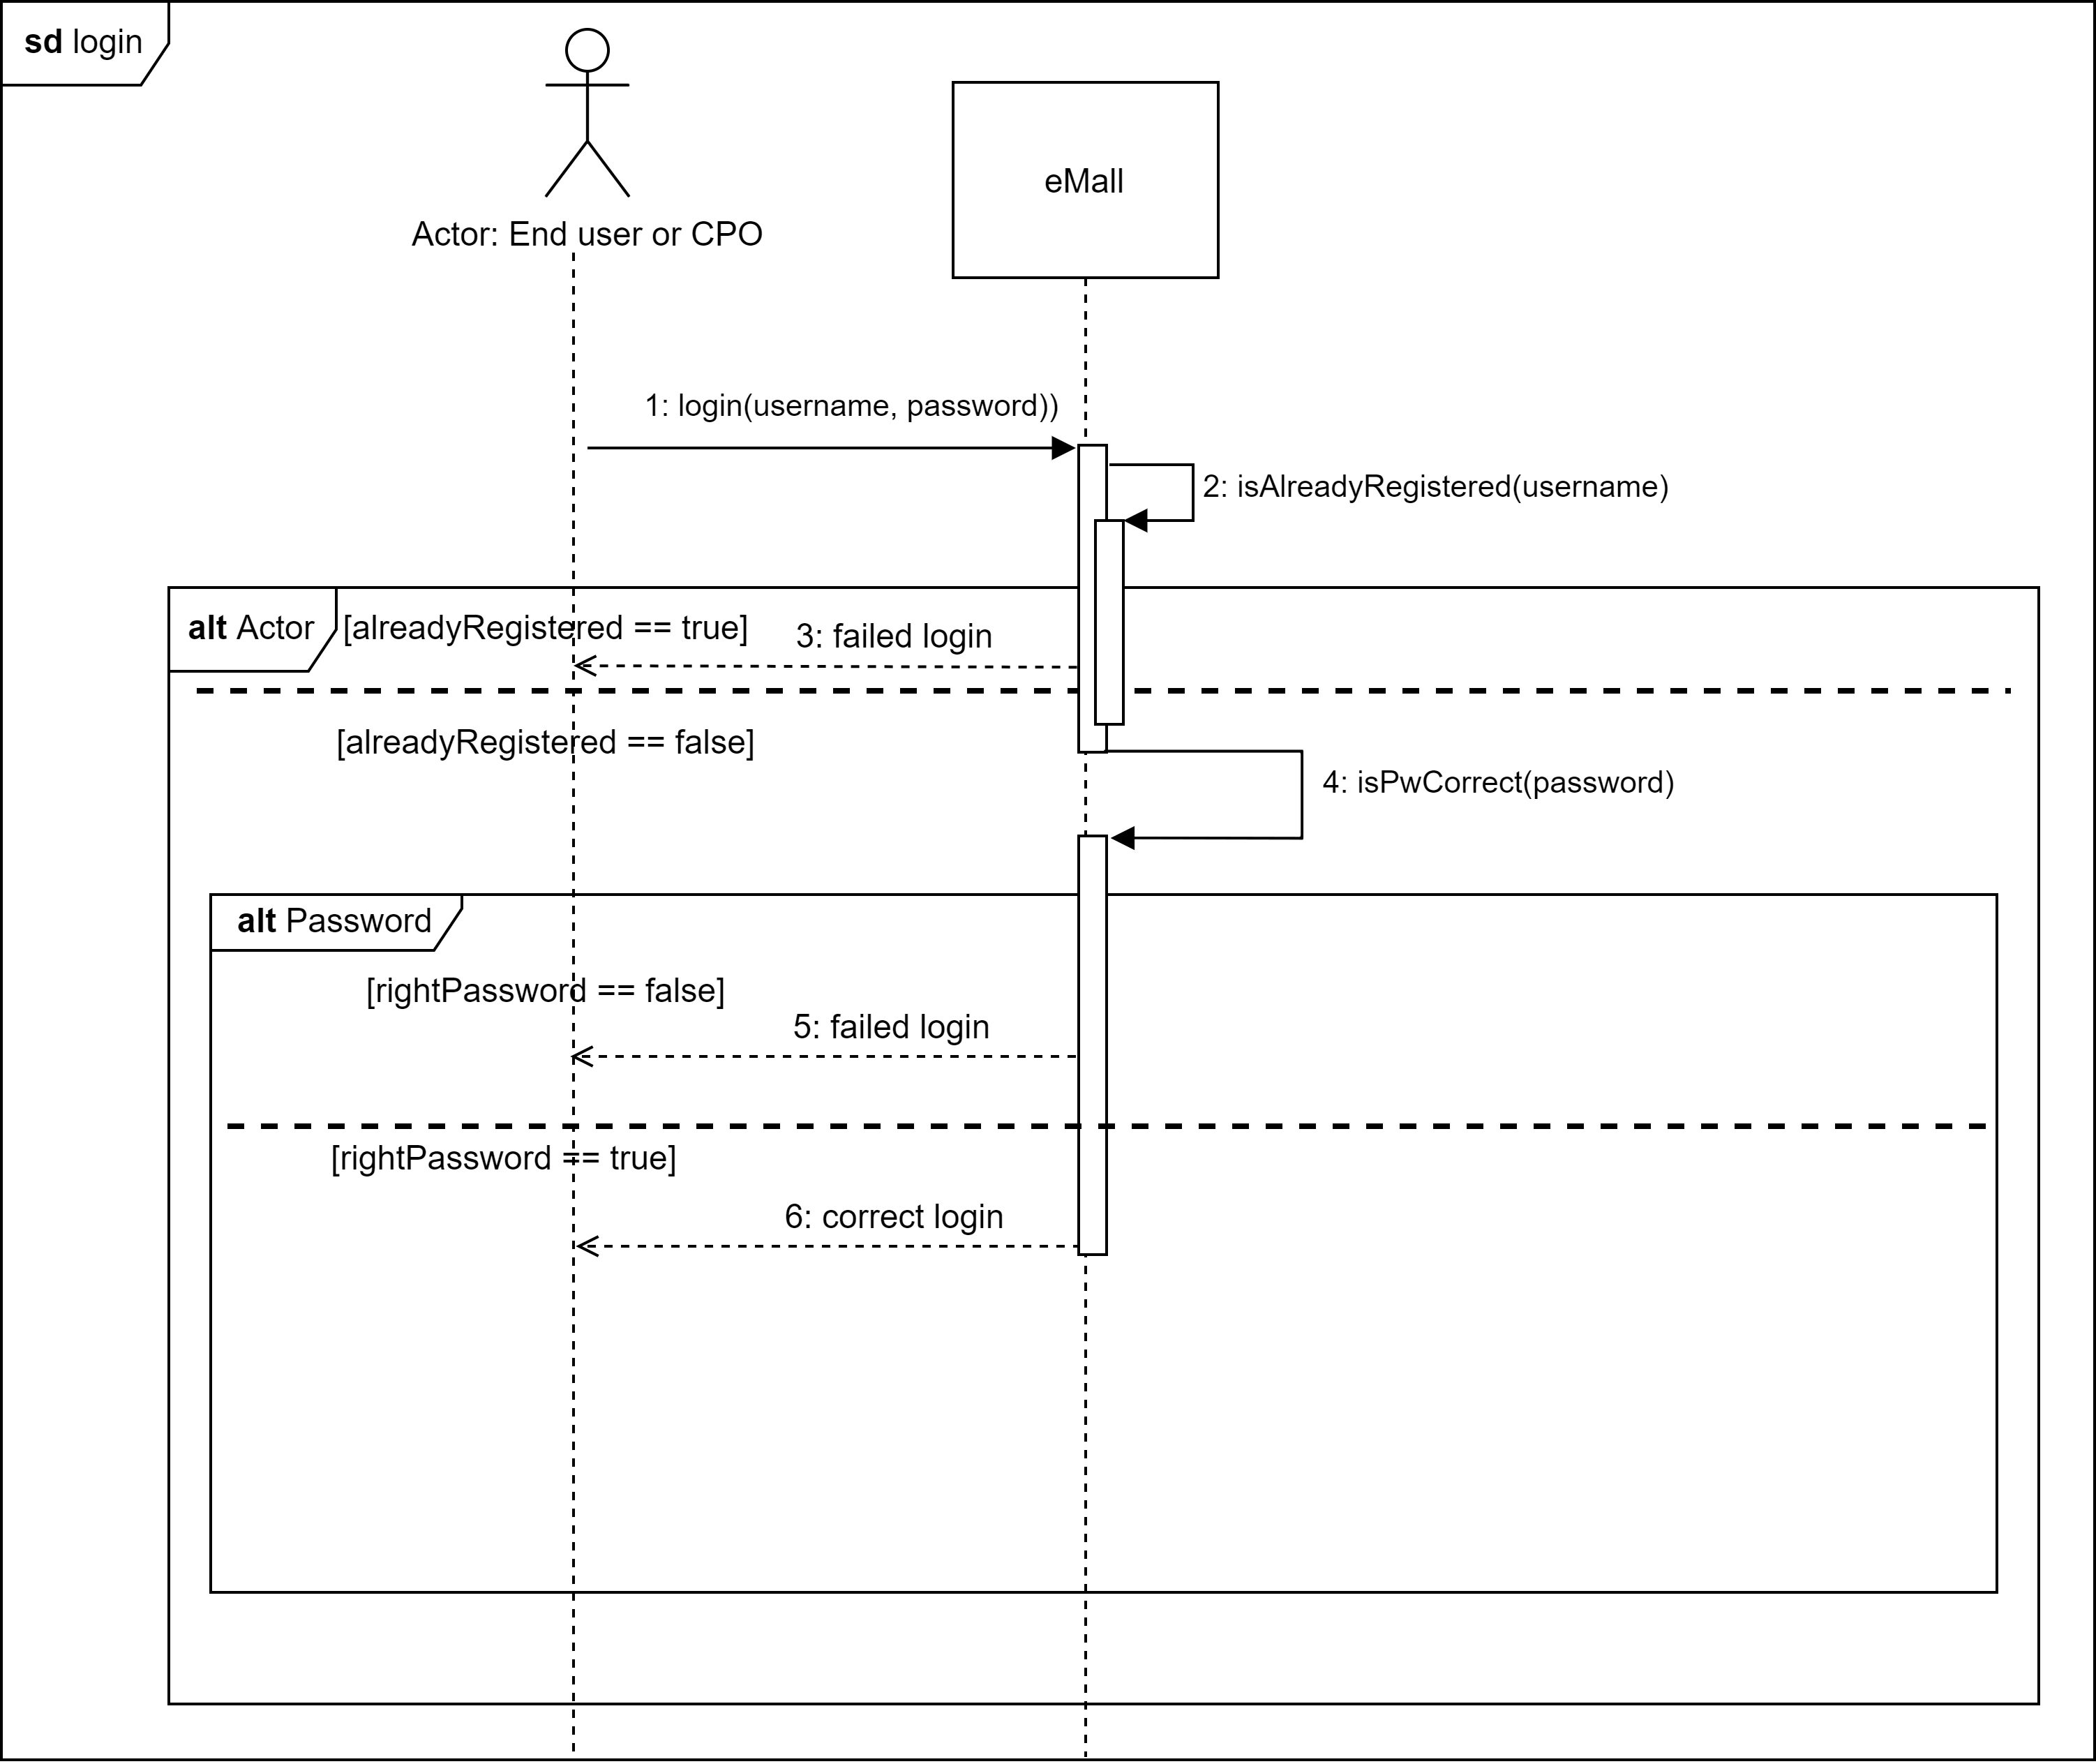 sd login
Actor: End user or CPO
eMall
1: login(username, password))
2: isAlreadyRegistered(username)
alt Actor
[alreadyRegistered == true]
3: failed login
[alreadyRegistered == false]
4: isPwCorrect(password)
alt Password
[rightPassword == false]
5: failed login
[rightPassword == true]
6: correct login